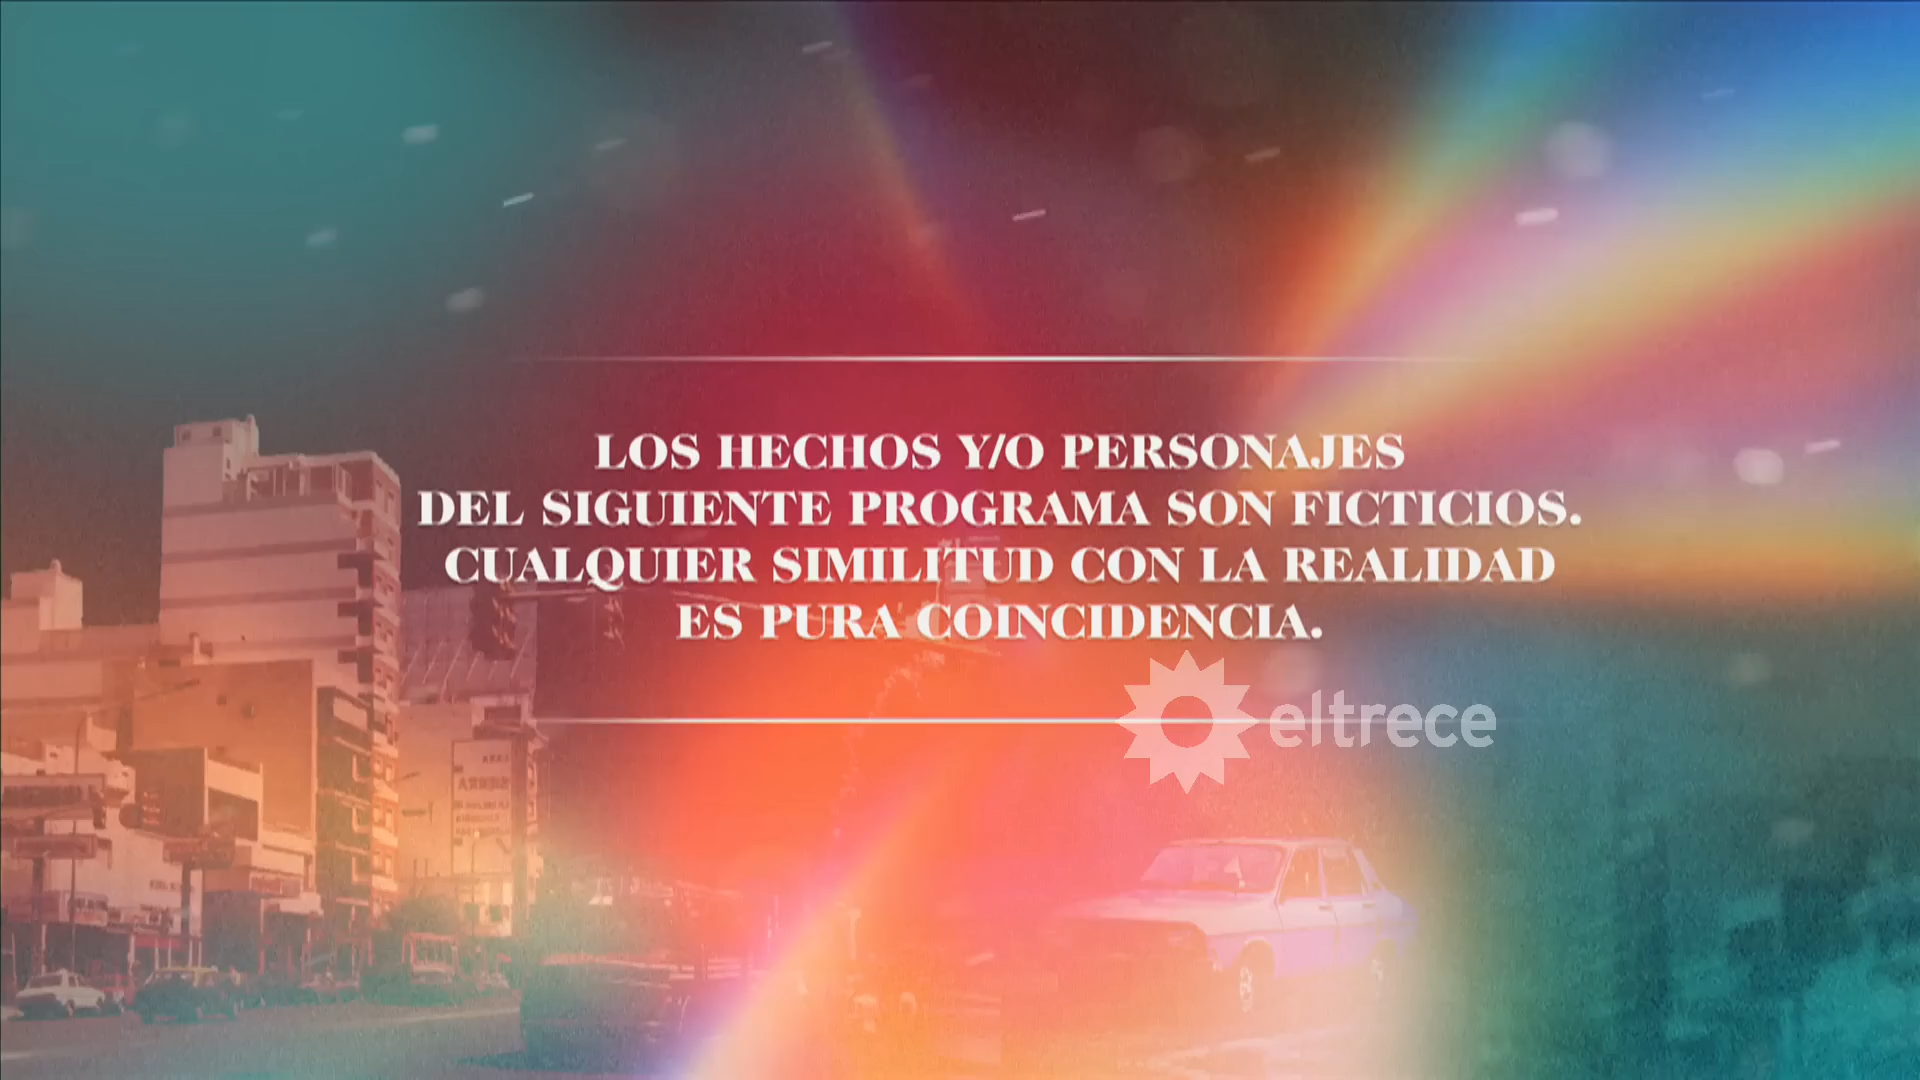 LOS HECHOS Y/O PERSONAJES
DEL SIGUIENTE PROGRAMA SON FICTICIOS.
CUALQUIER SIMILITUD CON LA REALIDAD
ES PURA COINCIDENCIA.
eltrece